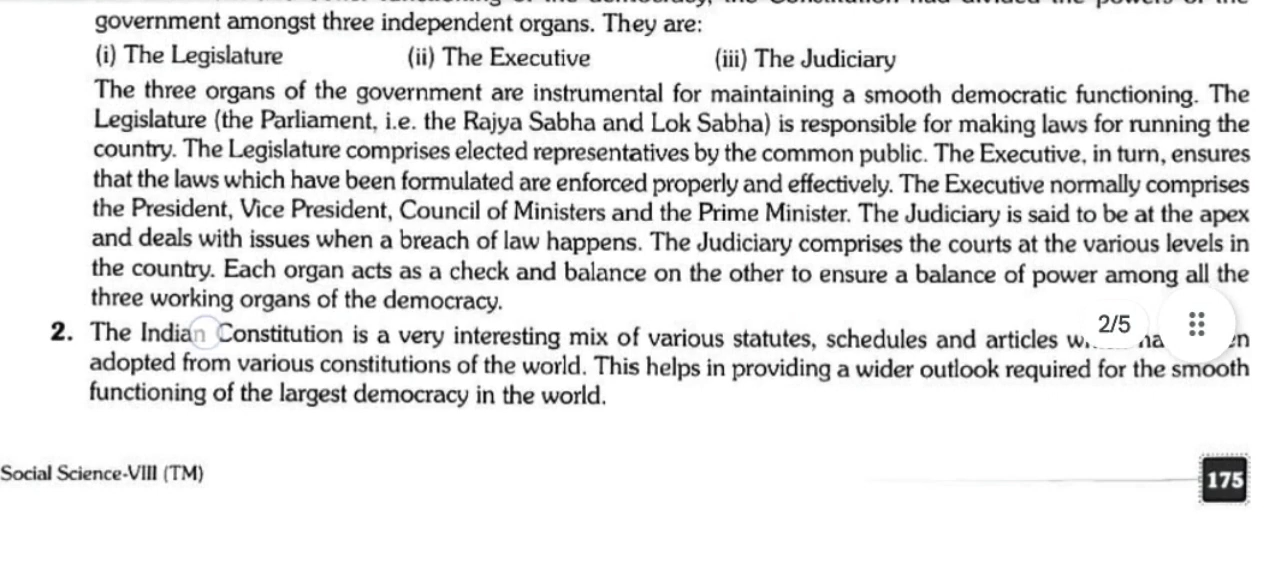 government amongst three independent organs. They are:
(i) The Legislature (ii) The Executive (iii) The Judiciary
The three organs of the government are instrumental for maintaining a smooth democratic functioning. The
Legislature (the Parliament, i.e. the Rajya Sabha and Lok Sabha) is responsible for making laws for running the
country. The Legislature comprises elected representatives by the common public. The Executive, in turn, ensures
that the laws which have been formulated are enforced properly and effectively. The Executive normally comprises
the President, Vice President, Council of Ministers and the Prime Minister. The Judiciary is said to be at the apex
and deals with issues when a breach of law happens. The Judiciary comprises the courts at the various levels in
the country. Each organ acts as a check and balance on the other to ensure a balance of power among all the
three working organs of the democracy.
2. The Indian Constitution is a very interesting mix of various statutes, schedules and articles
2/5
adopted from various constitutions of the world. This helps in providing a wider outlook required for the smooth
functioning of the largest democracy in the world.
Social Science-VIII (TM)
175